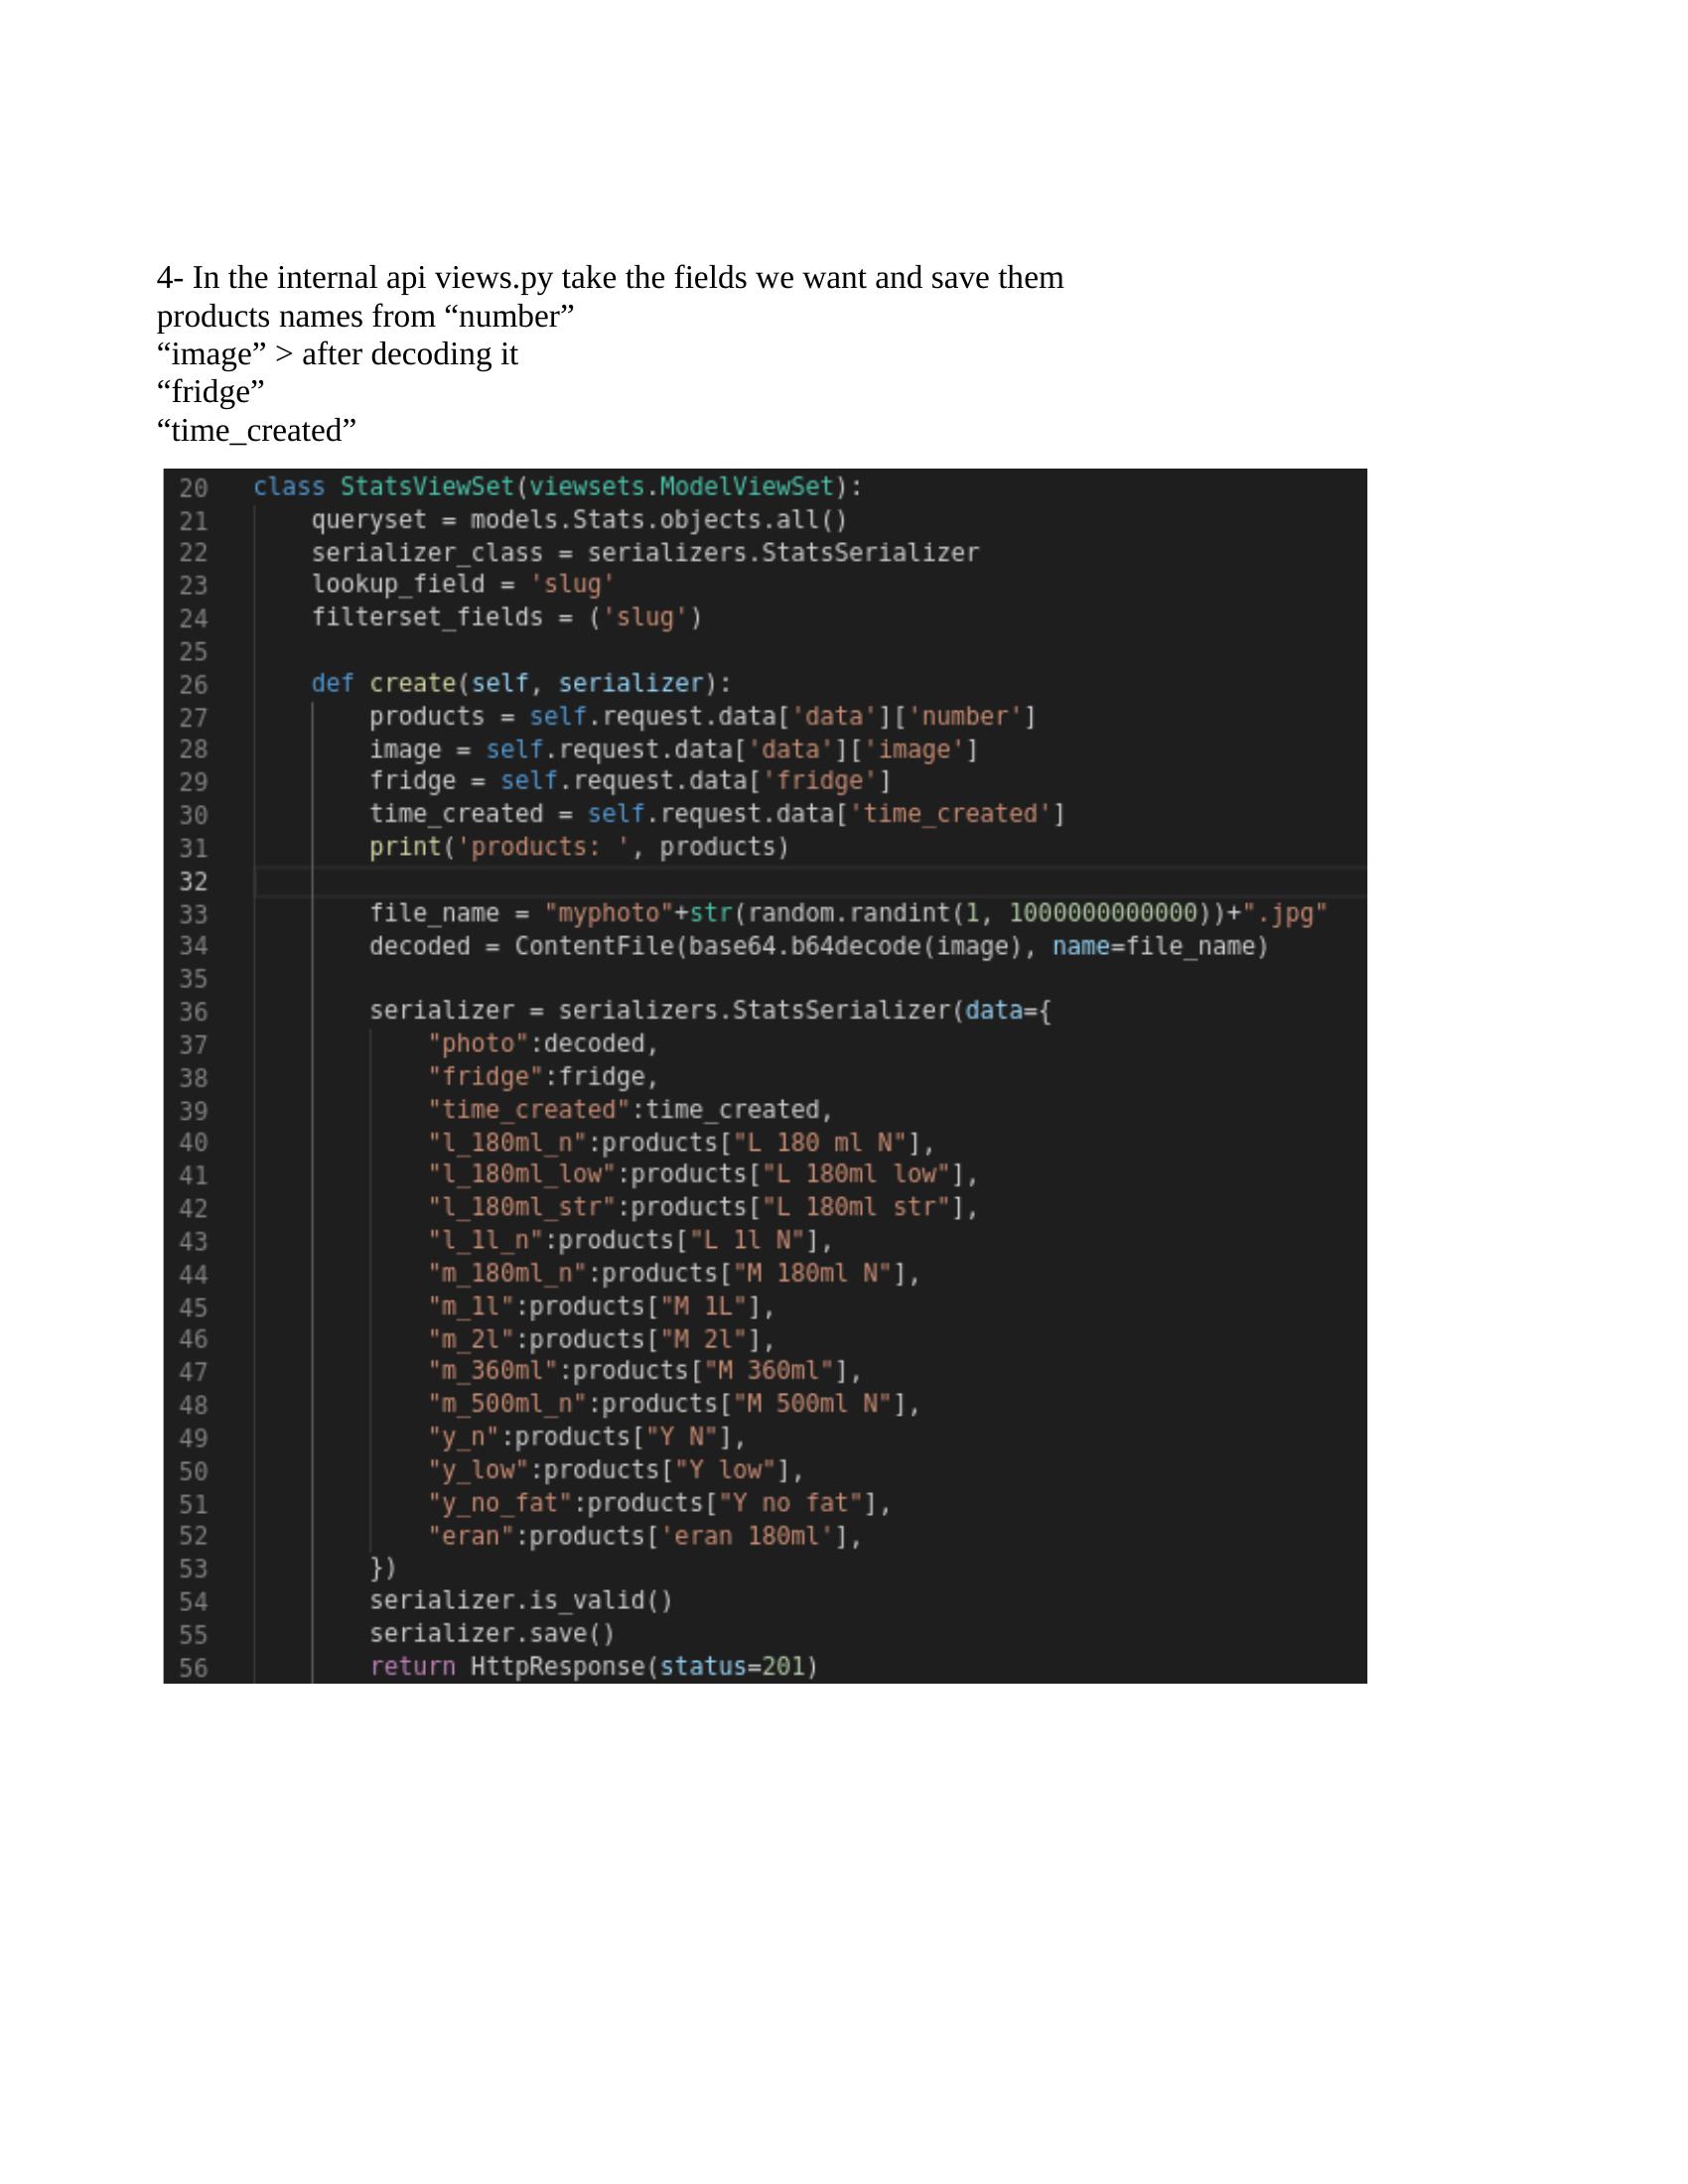 4- In the internal api views.py take the fields we want and save them
products names from “number”
“image” > after decoding it
“fridge”
“time_created”
20 class StatsViewSet(viewsets.ModelViewSet):
21 queryset = models.Stats.objects.all()
22 serializer_class = serializers.StatsSerializer
23 lookup_field = 'slug'
24 filterset_fields = ('slug')
25
26 def create(self, serializer):
27 products = self.request.data['data']['number']
28 image = self.request.data['data']['image']
29 fridge = self.request.data['fridge']
30 time_created = self.request.data['time_created']
31 print('products: ', products)
32
33 file_name = "myphoto"+str(random.randint(1, 1000000000000))+".jpg"
34 decoded = ContentFile(base64.b64decode(image), name=file_name)
35
36 serializer = serializers.StatsSerializer(data={
37 "photo":decoded,
38 "fridge":fridge,
39 "time_created":time_created,
40 "l_180ml_n":products["L 180 ml N"],
41 "l_180ml_low":products["L 180ml low"],
42 "l_180ml_str":products["L 180ml str"],
43 "l_1l_n":products["L 1l N"],
44 "m_180ml_n":products["M 180ml N"],
45 "m_1l":products["M 1L"],
46 "m_2l":products["M 2l"],
47 "m_360ml":products["M 360ml"],
48 "m_500ml_n":products["M 500ml N"],
49 "y_n":products["Y N"],
50 "y_low":products["Y low"],
51 "y_no_fat":products["Y no fat"],
52 "eran":products['eran 180ml'],
53 })
54 serializer.is_valid()
55 serializer.save()
56 return HttpResponse(status=201)